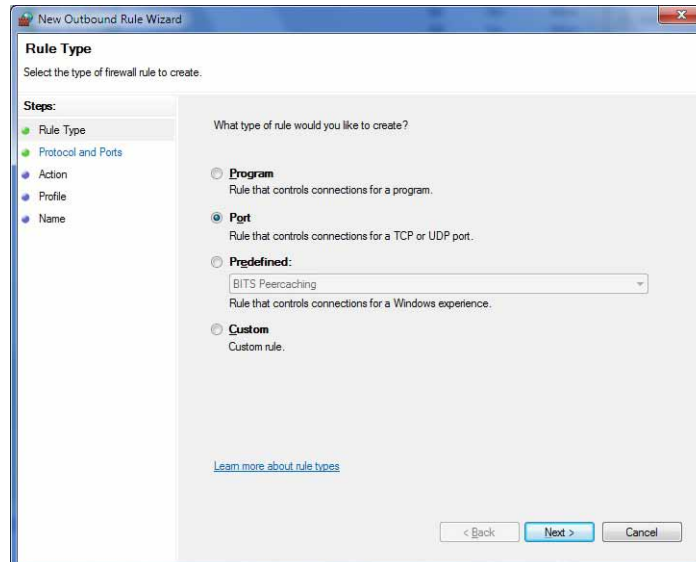 New Outbound Rule Wizard
Rule Type
Select the type of firewall rule to create.
Steps:
Rule Type
Protocol and Ports
Action
Profile
Name
What type of rule would you like to create?
Program
Rule that controls connections for a program.
Port
Rule that controls connections for a TCP or UDP port.
Predefined:
BITS Peercaching
Rule that controls connections for a Windows experience.
Custom
Custom rule.
Learn more about rule types
< Back
Next >
Cancel